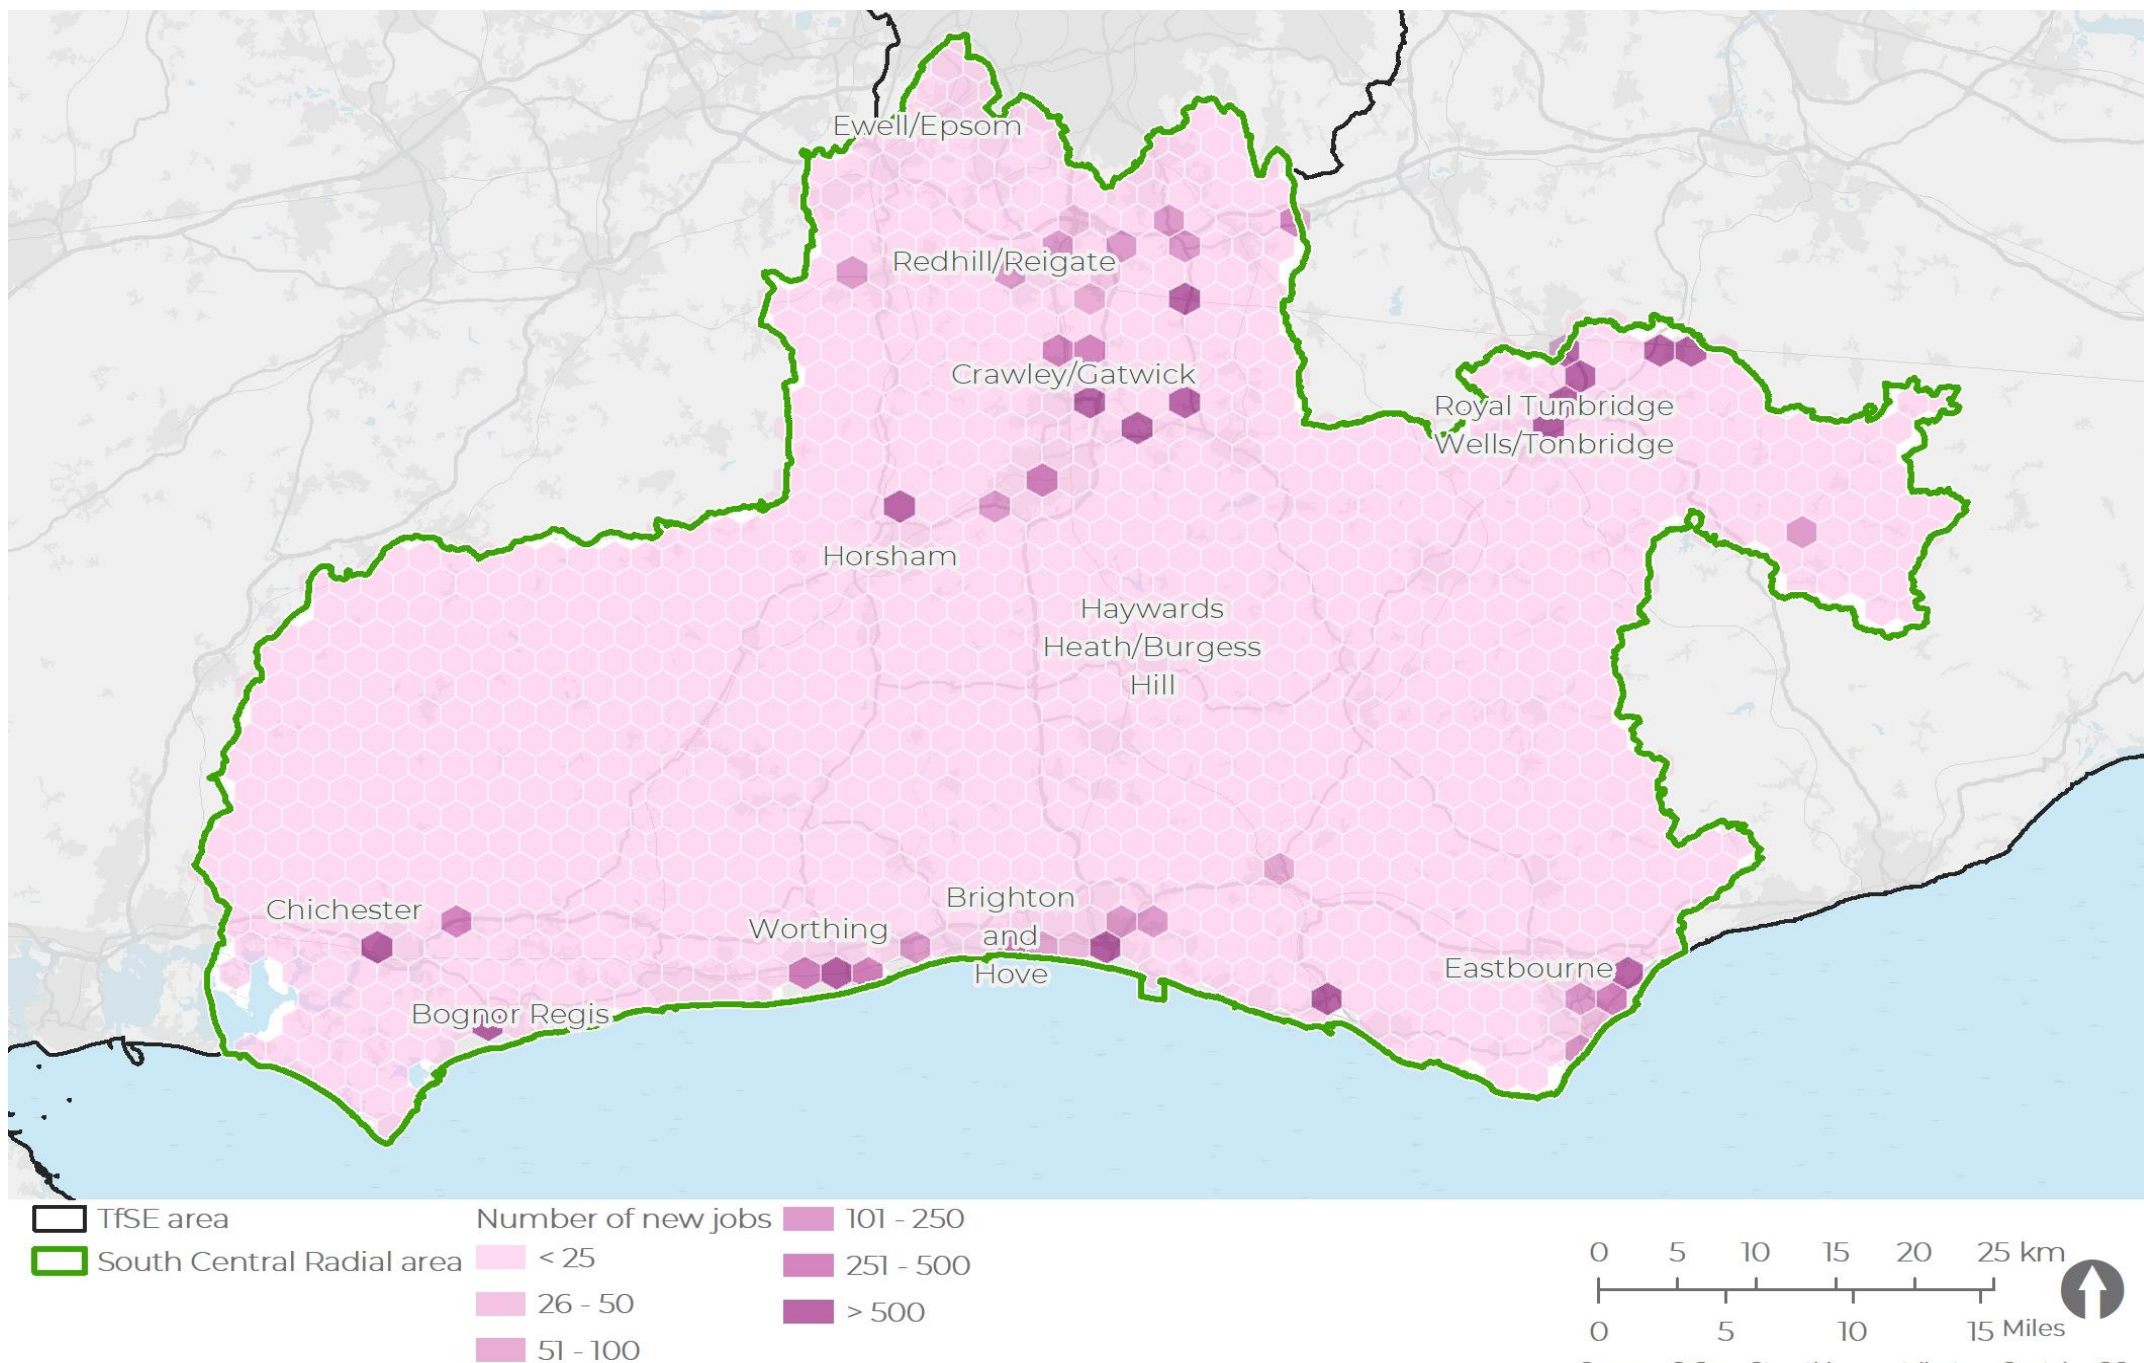 Ewell/Epsom
Redhill/Reigate
Crawley/Gatwick
Royal Tunbridge
Wells/Tonbridge
Horsham
Haywards
Heath/Burgess
Hill
Chichester
Worthing
Brighton
and
Hove
Eastbourne
Bognor Regis
TfSE area
South Central Radial area
Number of new jobs
< 25
26 - 50
51 - 100
101 - 250
251 - 500
> 500
0 5 10 15 20 25 km
0 5 10 15 Miles